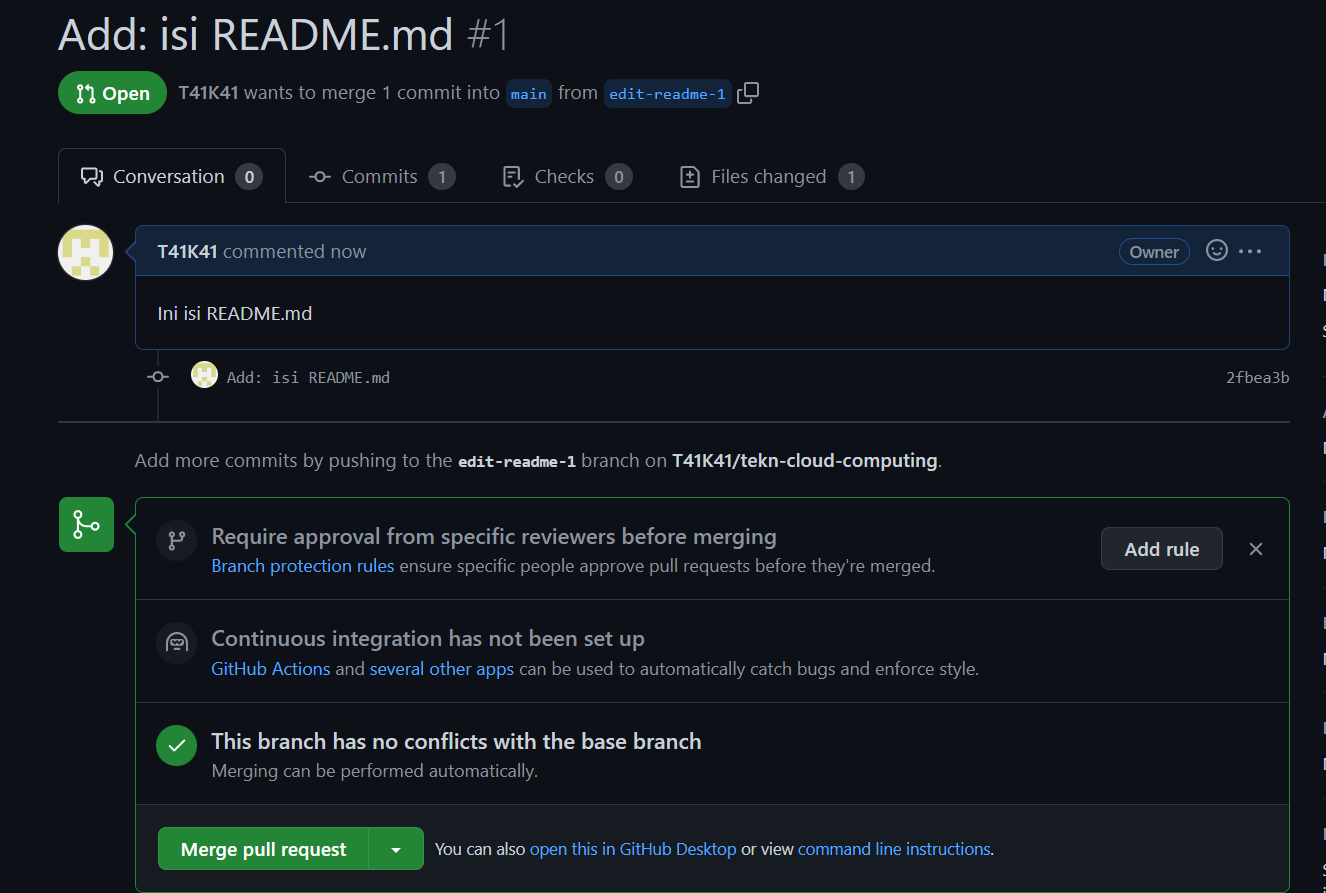 Add: isi README.md #1
Open T41K41 wants to merge 1 commit into main from edit-readme-1
Conversation 0 Commits 1 Checks 0 Files changed 1
T41K41 commented now Owner
Ini isi README.md
Add: isi README.md 2fbea3b
Add more commits by pushing to the edit-readme-1 branch on T41K41/tekn-cloud-computing.
Require approval from specific reviewers before merging
Branch protection rules ensure specific people approve pull requests before they're merged.
Add rule
Continuous integration has not been set up
GitHub Actions and several other apps can be used to automatically catch bugs and enforce style.
This branch has no conflicts with the base branch
Merging can be performed automatically.
Merge pull request You can also open this in GitHub Desktop or view command line instructions.